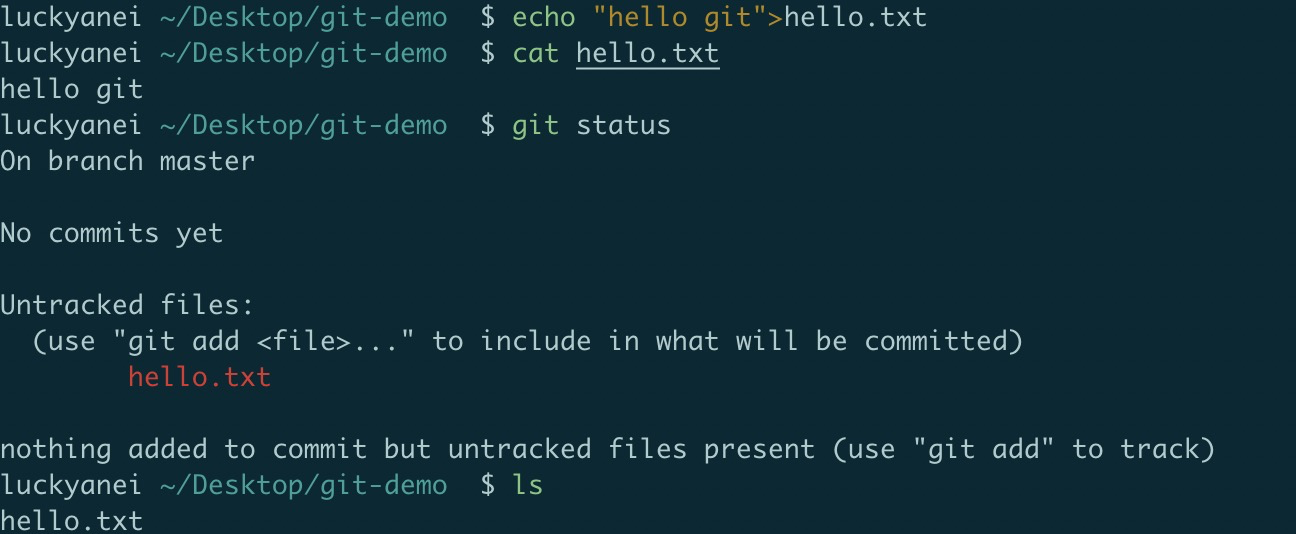 luckyanei ~/Desktop/git-demo  $ echo "hello git">hello.txt
luckyanei ~/Desktop/git-demo  $ cat hello.txt
hello git
luckyanei ~/Desktop/git-demo  $ git status
On branch master
No commits yet
Untracked files:
  (use "git add <file>..." to include in what will be committed)
        hello.txt
nothing added to commit but untracked files present (use "git add" to track)
luckyanei ~/Desktop/git-demo  $ ls
hello.txt